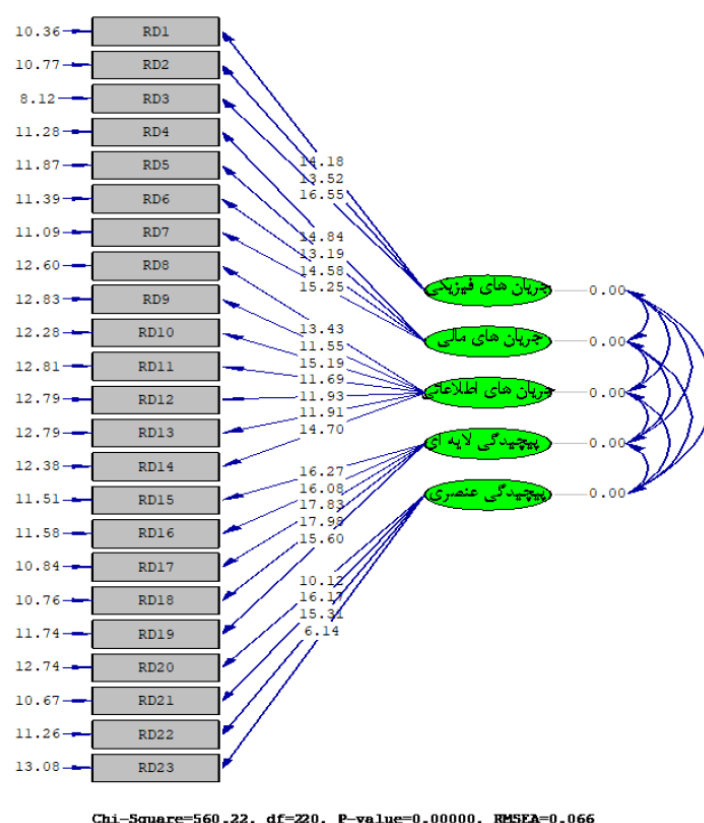 10.36 RD1
10.77 RD2
8.12 RD3
11.28 RD4
11.87 RD5
11.39 RD6
11.09 RD7
12.60 RD8
12.83 RD9
12.28 RD10
12.81 RD11
12.79 RD12
12.79 RD13
12.38 RD14
11.51 RD15
11.58 RD16
10.84 RD17
10.76 RD18
11.74 RD19
12.74 RD20
10.67 RD21
11.26 RD22
13.08 RD23
14.18
13.52
16.55
14.84
13.19
14.58
15.25
13.43
11.55
15.19
11.69
11.93
11.91
14.70
16.27
16.08
17.83
17.98
15.60
10.12
16.17
15.31
6.14
جریان های فیزیکی 0.00
جریان های مالی 0.00
جریان های اطلاعاتی 0.00
پیچیدگی لایه ای 0.00
پیچیدگی عنصری 0.00
Chi-Square=560.22, df=220, P-value=0.00000, RMSEA=0.066